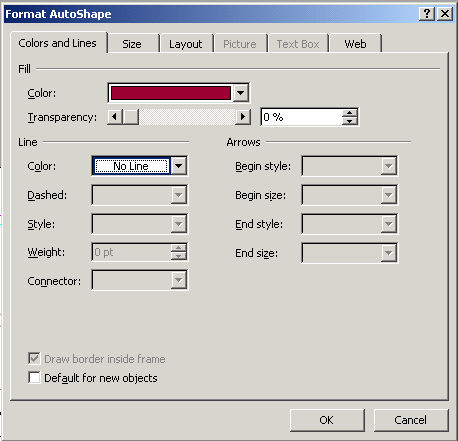 Format AutoShape
Colors and Lines Size Layout Picture Text Box Web
Fill
Color:
Transparency: 0 %
Line Arrows
Color: No Line Begin style:
Dashed: Begin size:
Style: End style:
Weight: 0 pt End size:
Connector:
Draw border inside frame
Default for new objects
OK Cancel